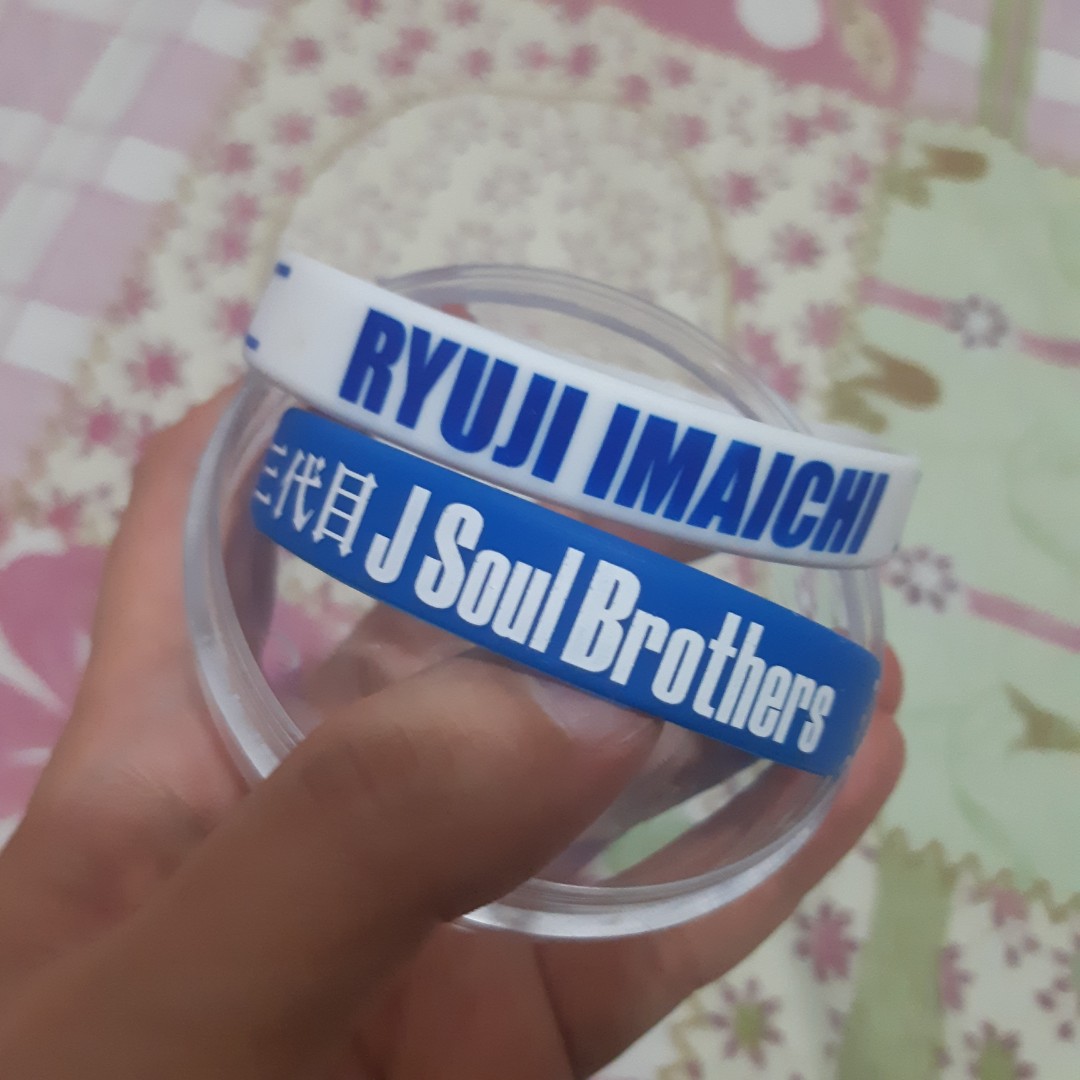 RYUJI IMAICHI
三代目 J Soul Brothers